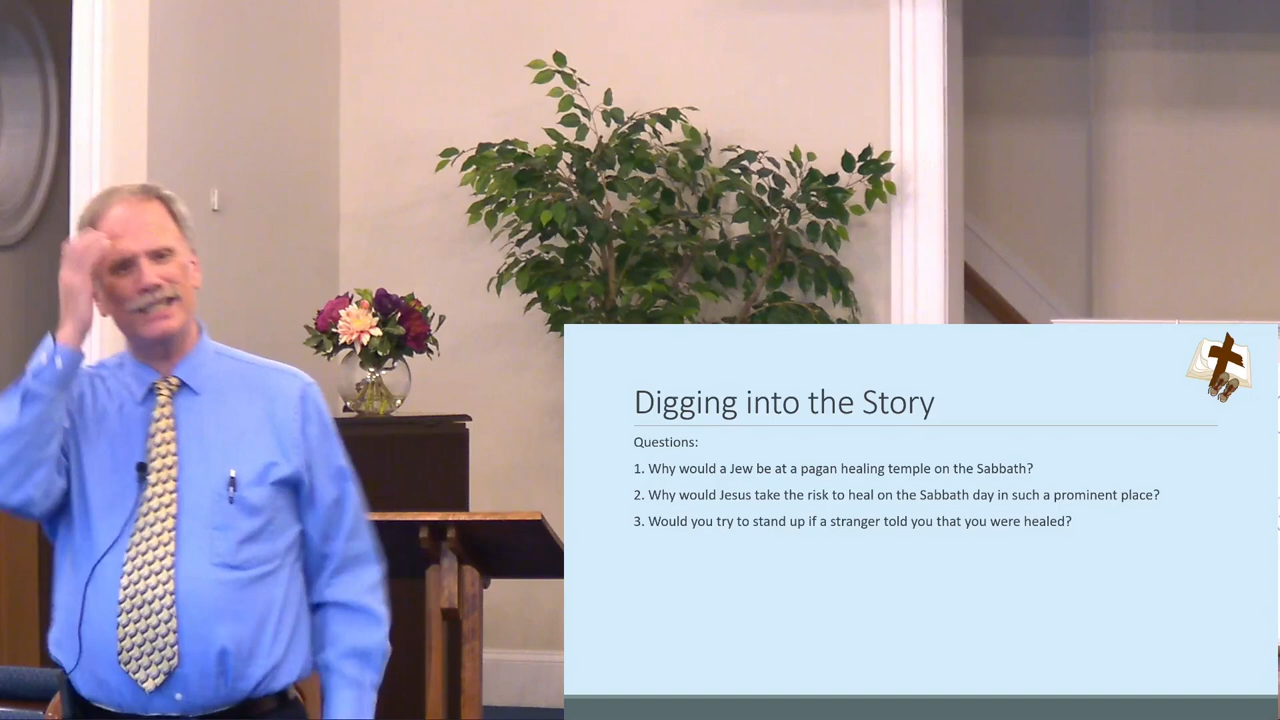 Digging into the Story
Questions:
1. Why would a Jew be at a pagan healing temple on the Sabbath?
2. Why would Jesus take the risk to heal on the Sabbath day in such a prominent place?
3. Would you try to stand up if a stranger told you that you were healed?